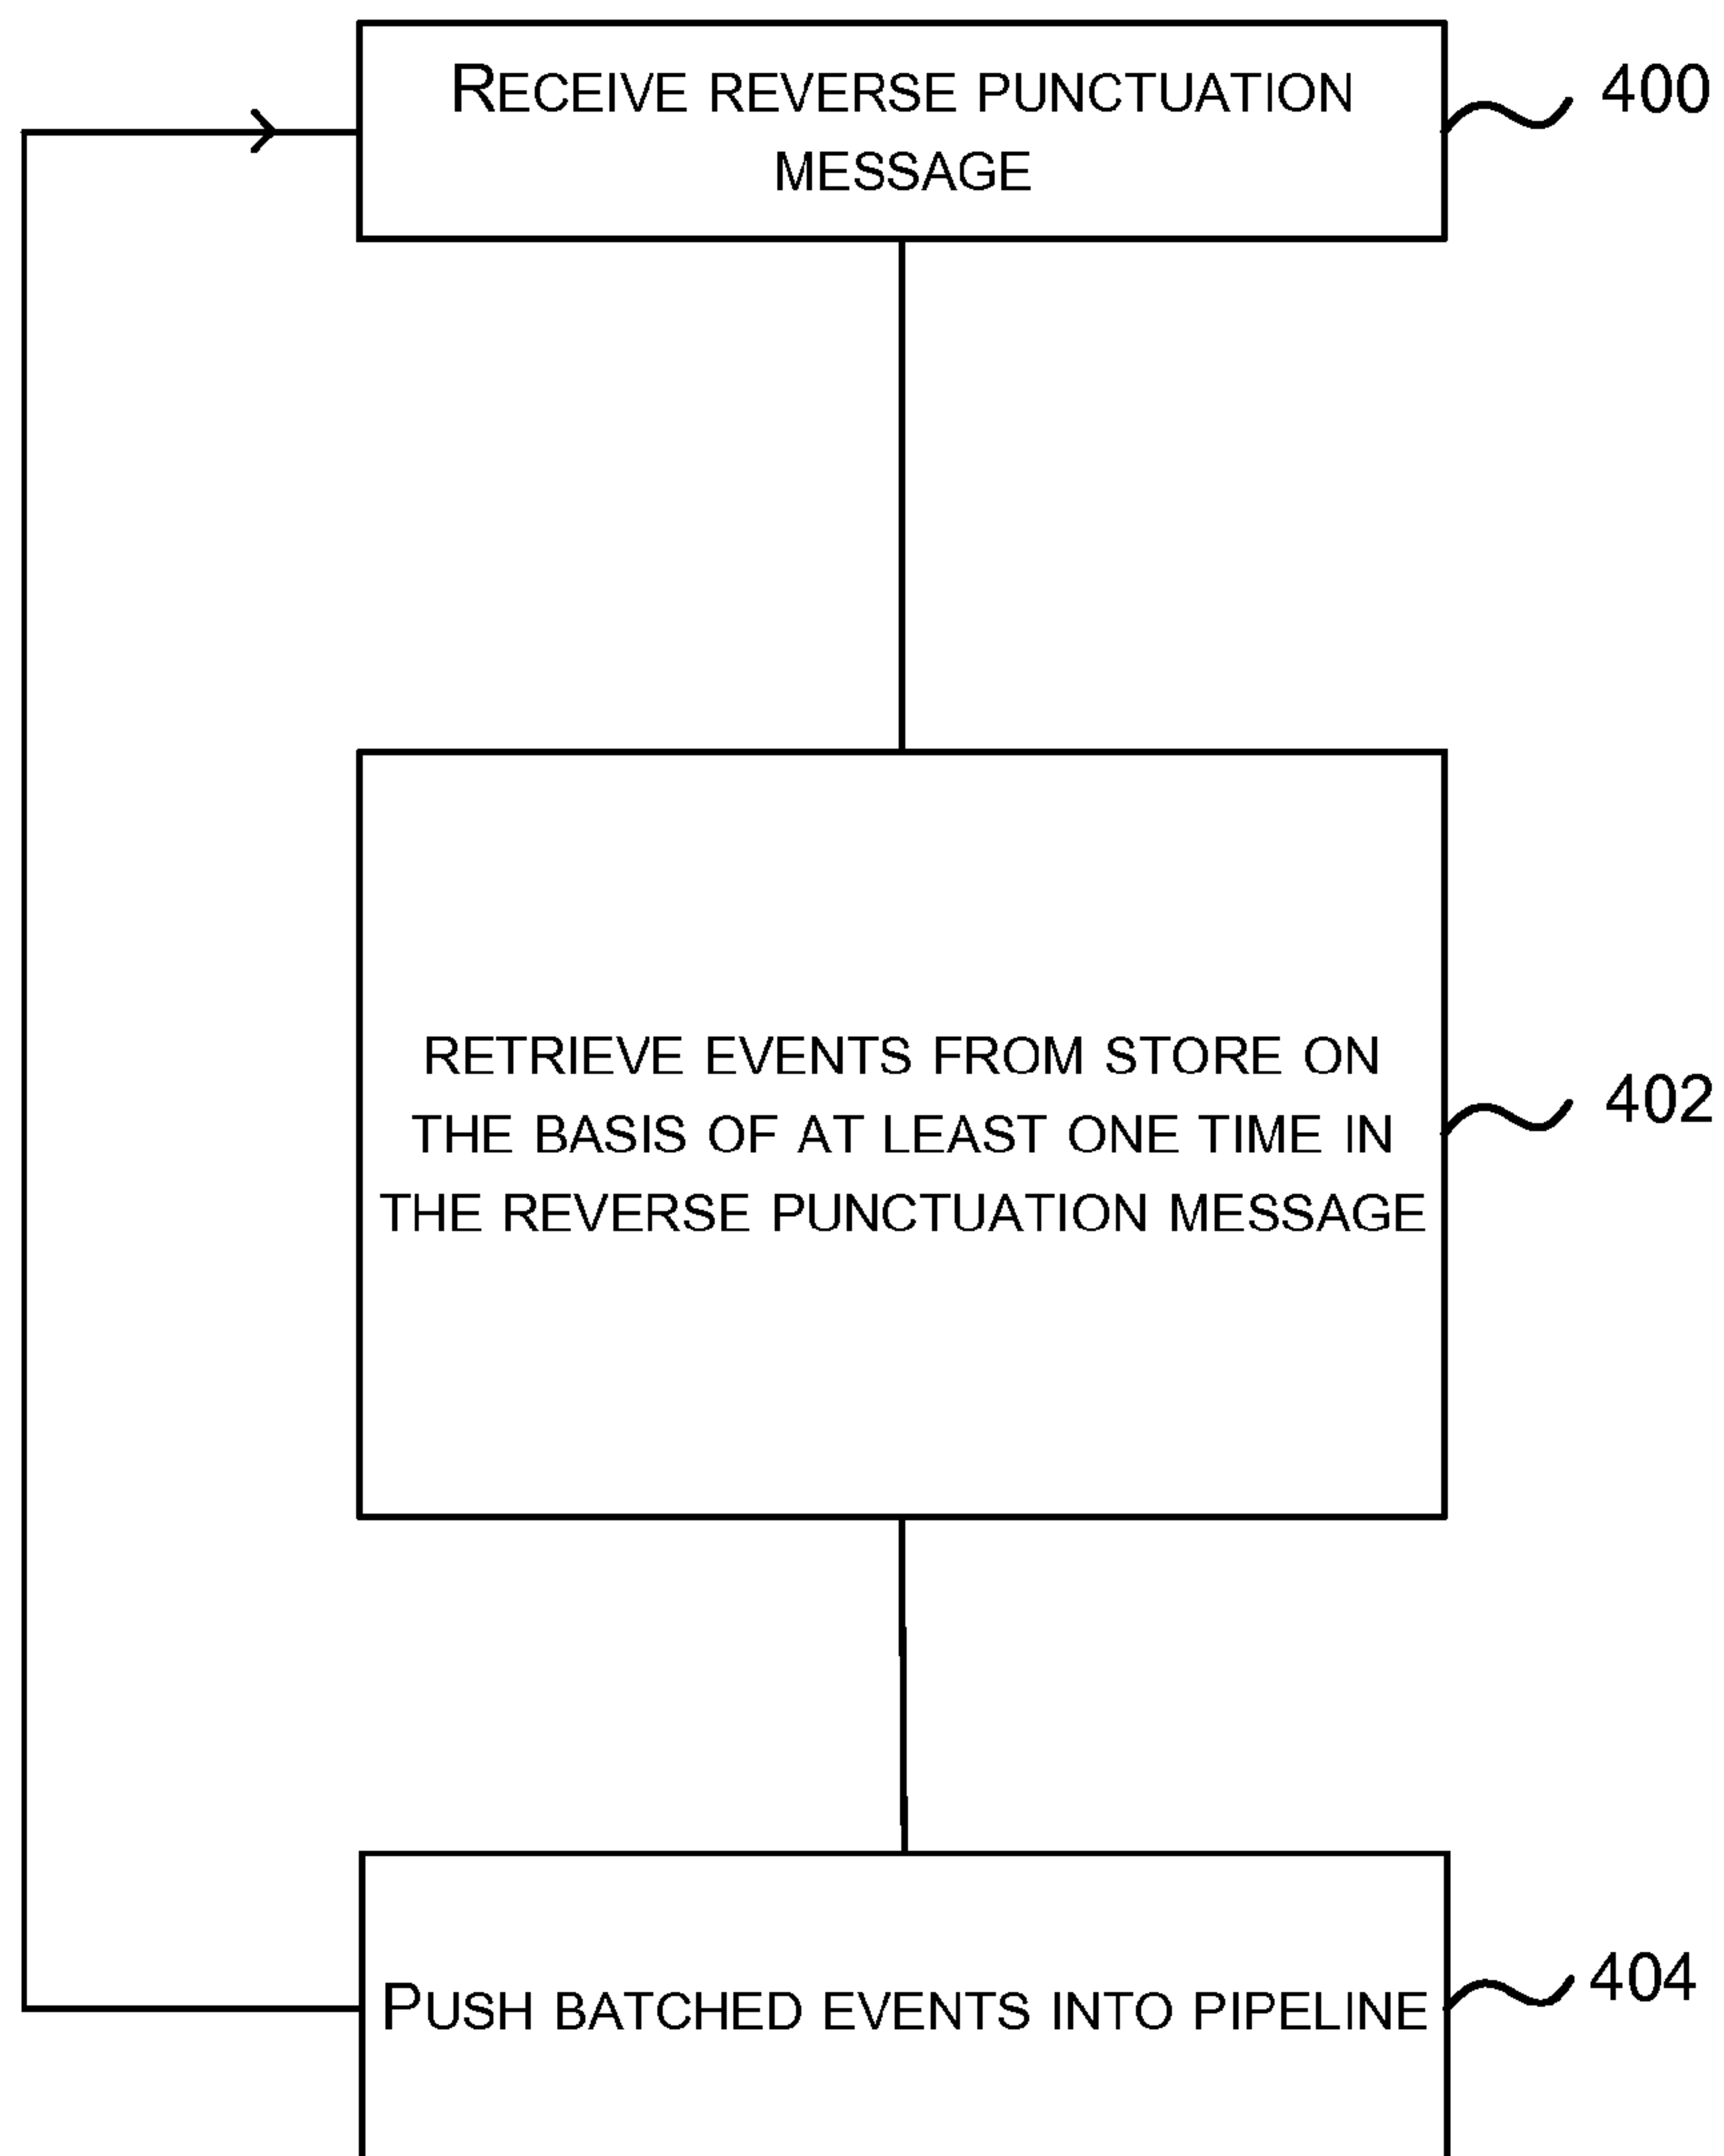 RECEIVE REVERSE PUNCTUATION
MESSAGE
400
RETRIEVE EVENTS FROM STORE ON
THE BASIS OF AT LEAST ONE TIME IN
THE REVERSE PUNCTUATION MESSAGE
402
PUSH BATCHED EVENTS INTO PIPELINE
404